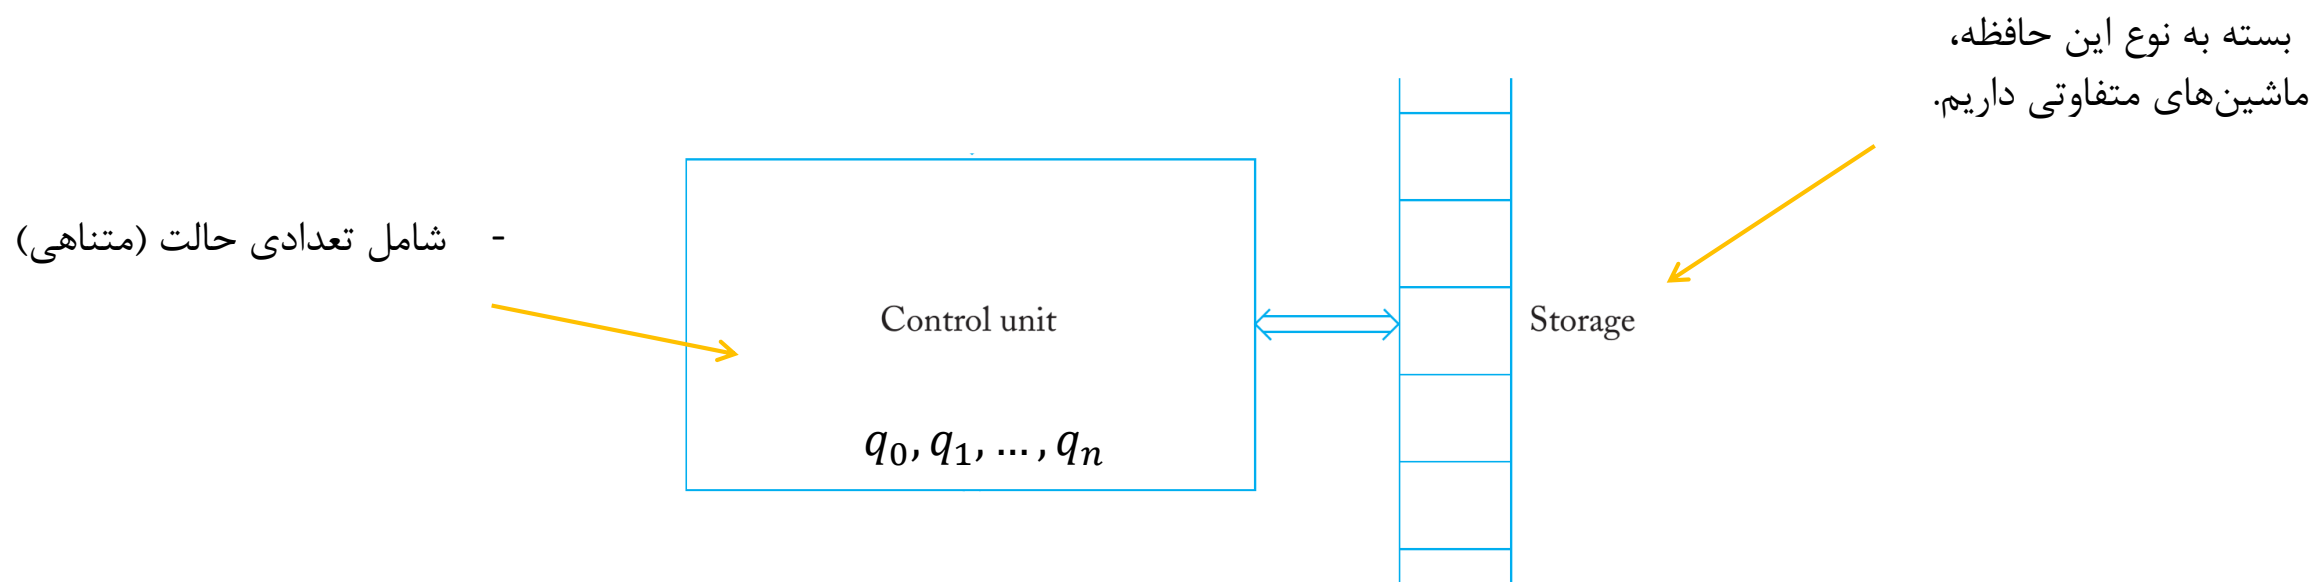 بسته به نوع این حافظه،
ماشین‌های متفاوتی داریم.
- شامل تعدادی حالت (متناهی)
Control unit
Storage
q₀, q₁, … , qₙ